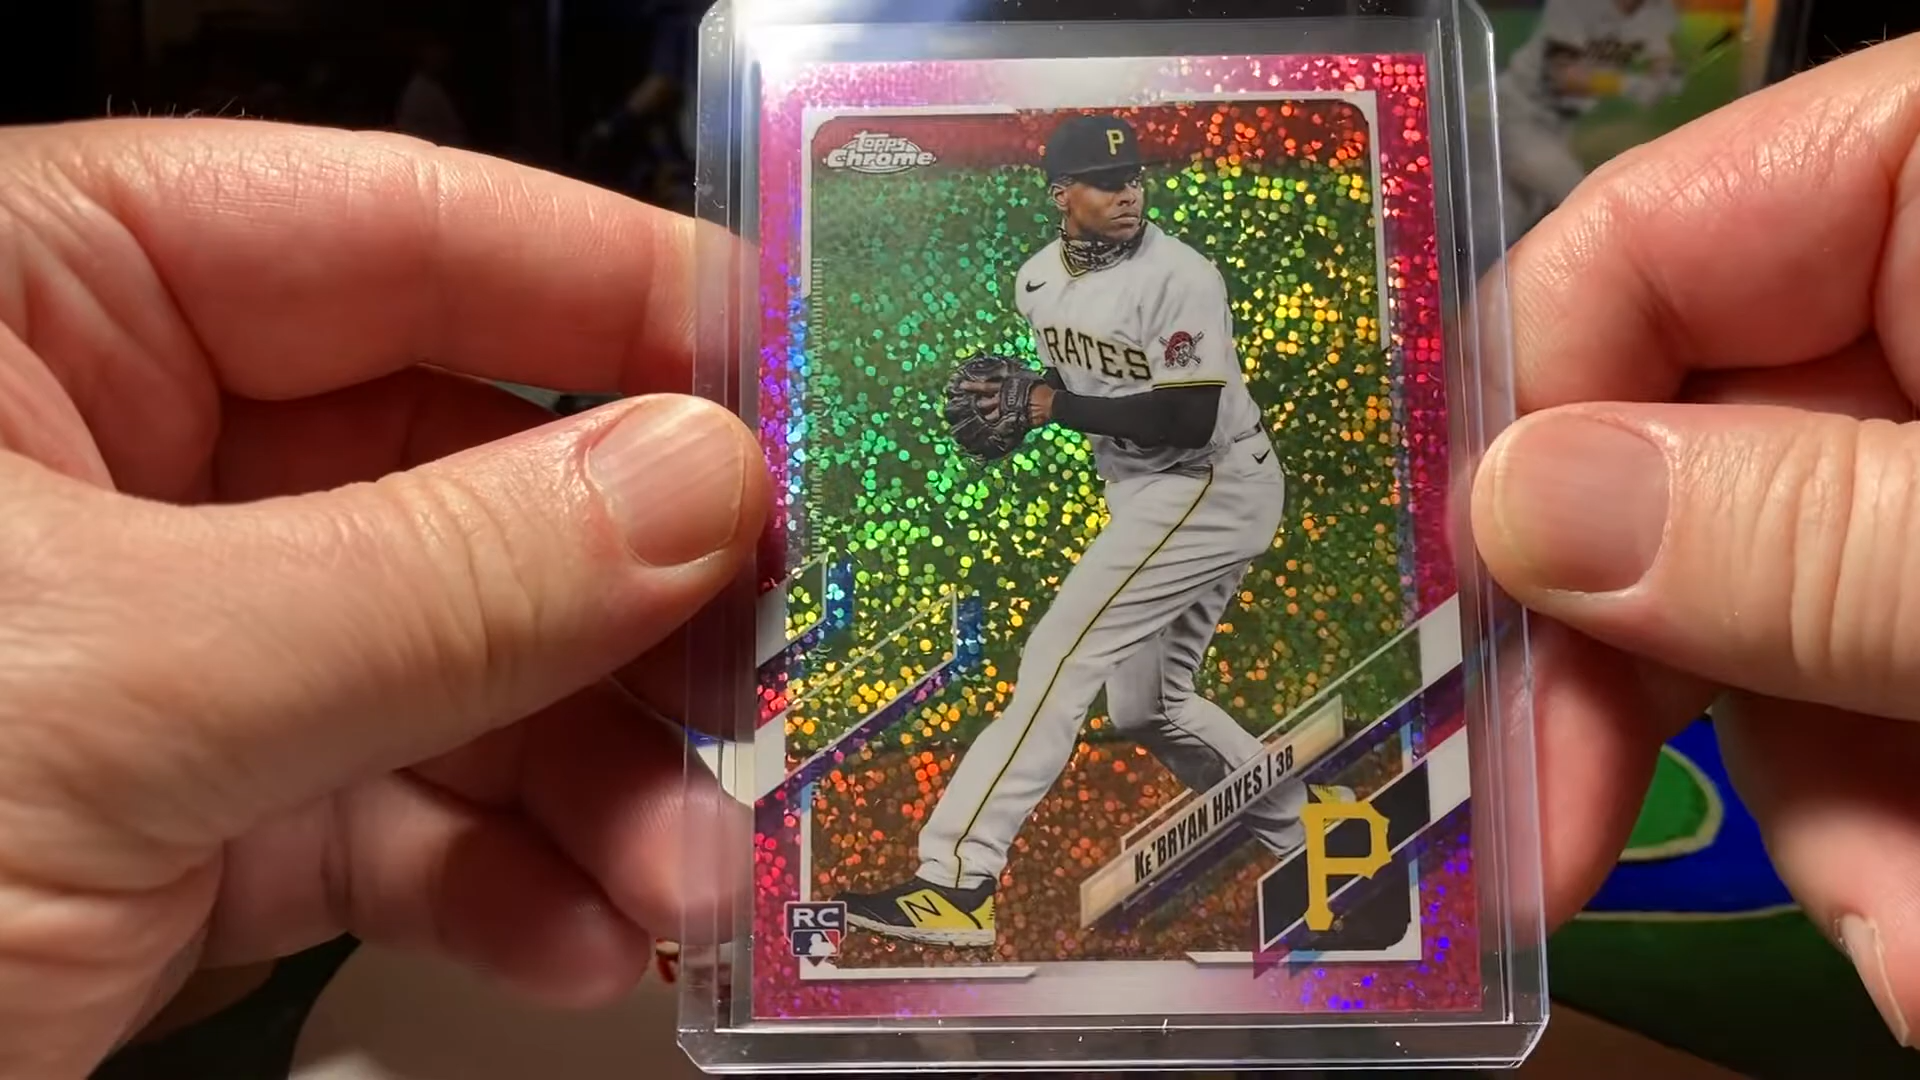 Topps
Chrome
P
RATES
Ke'BRYAN HAYES | 3B
P
N
RC